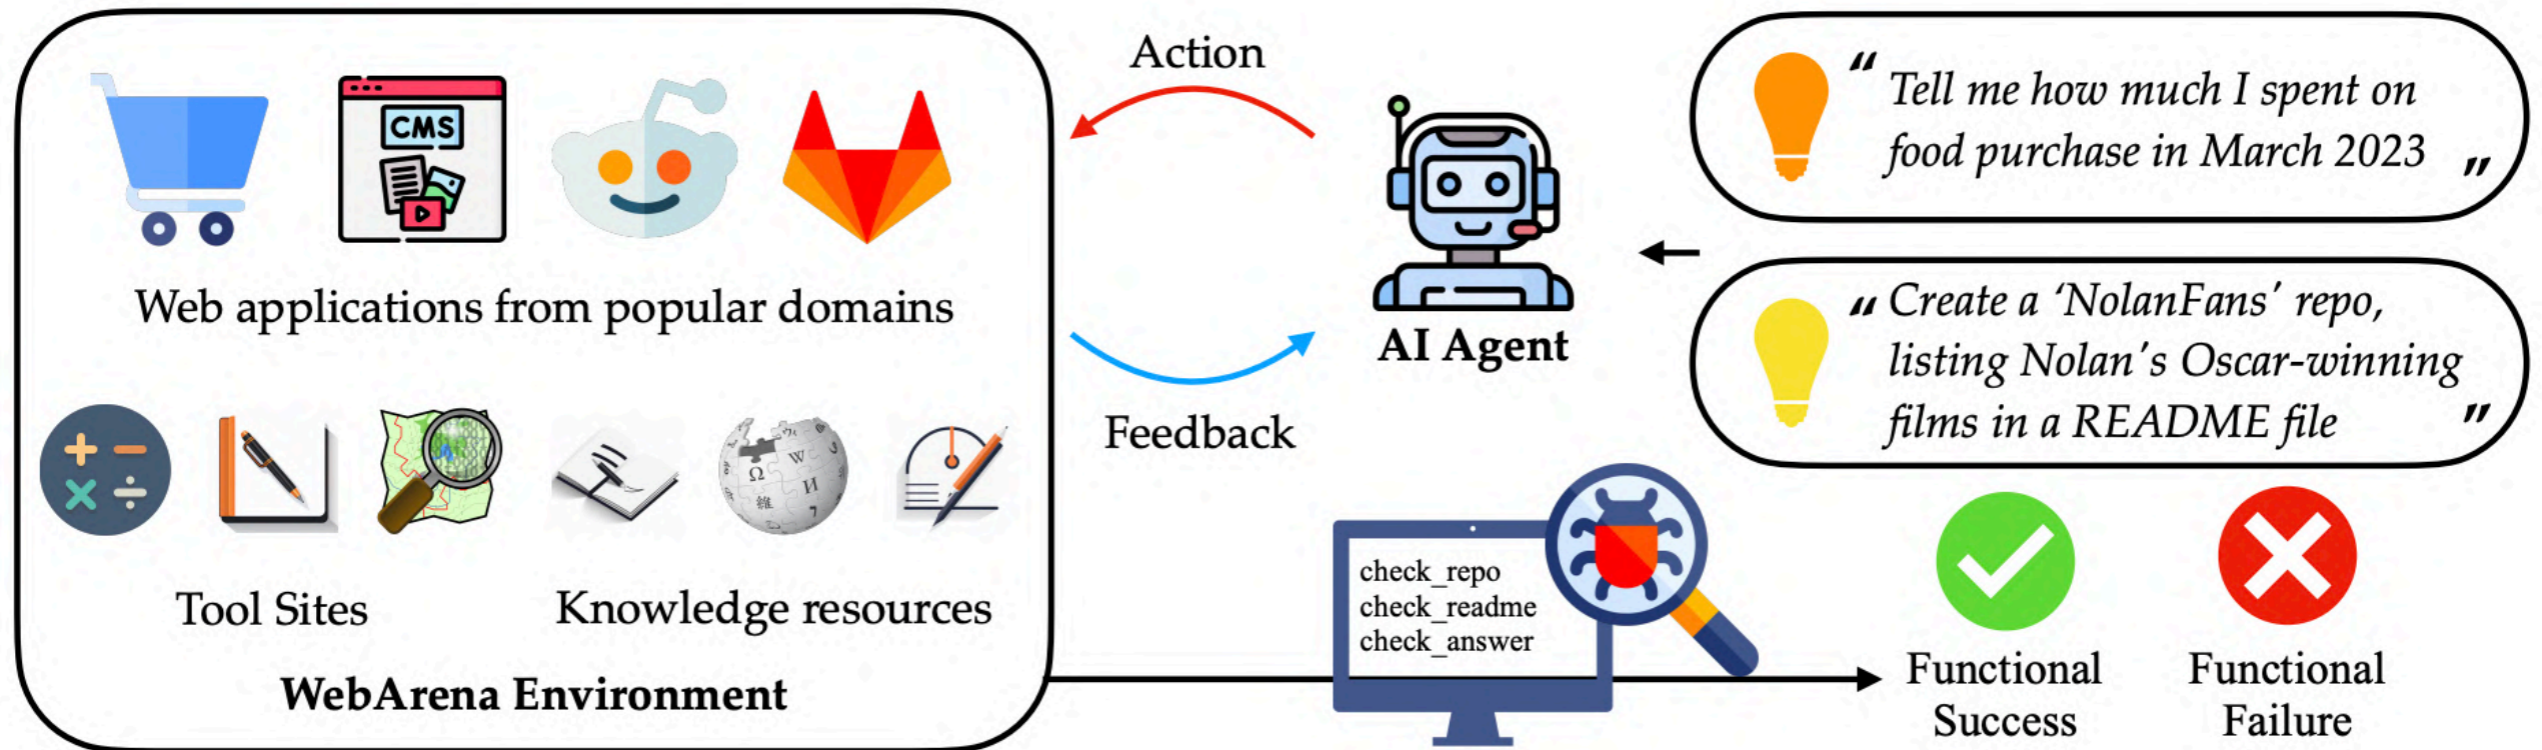 CMS
Web applications from popular domains
Tool Sites
Knowledge resources
WebArena Environment
Action
Feedback
AI Agent
“ Tell me how much I spent on
food purchase in March 2023 ”
“ Create a ‘NolanFans’ repo,
listing Nolan's Oscar-winning
films in a README file ”
check_repo
check_readme
check_answer
Functional
Success
Functional
Failure